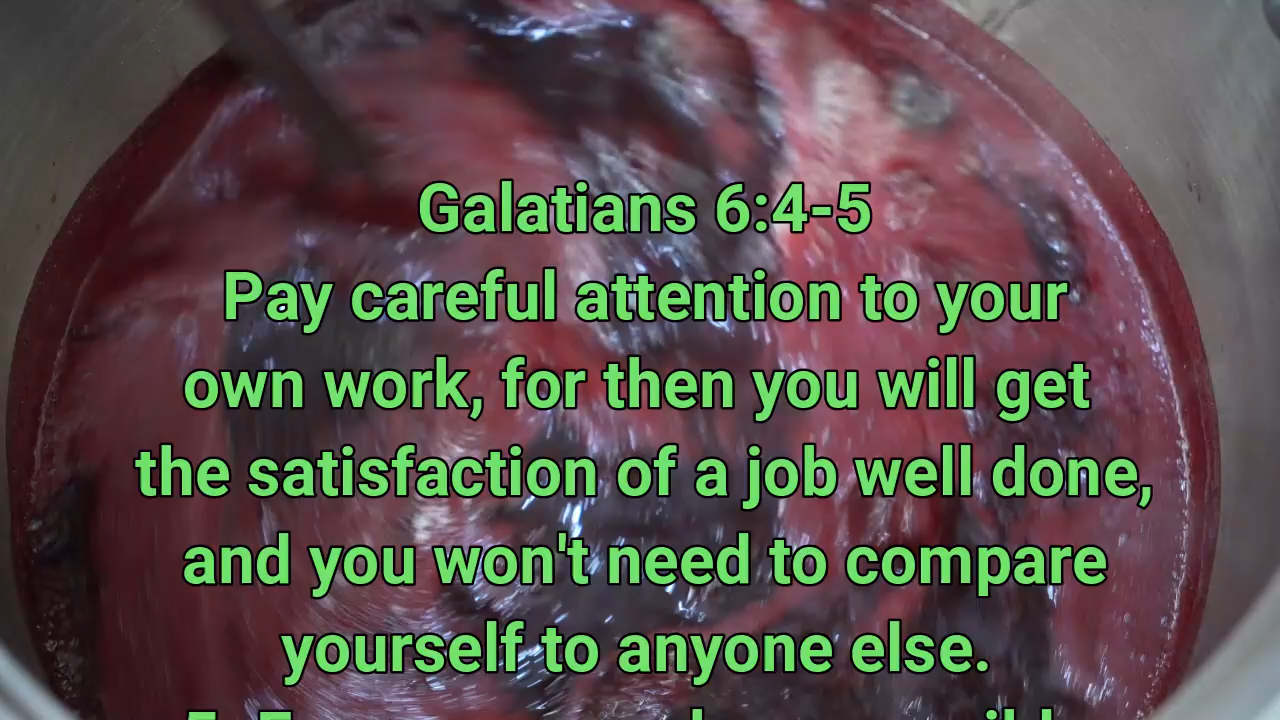 Galatians 6:4-5
Pay careful attention to your
own work, for then you will get
the satisfaction of a job well done,
and you won't need to compare
yourself to anyone else.